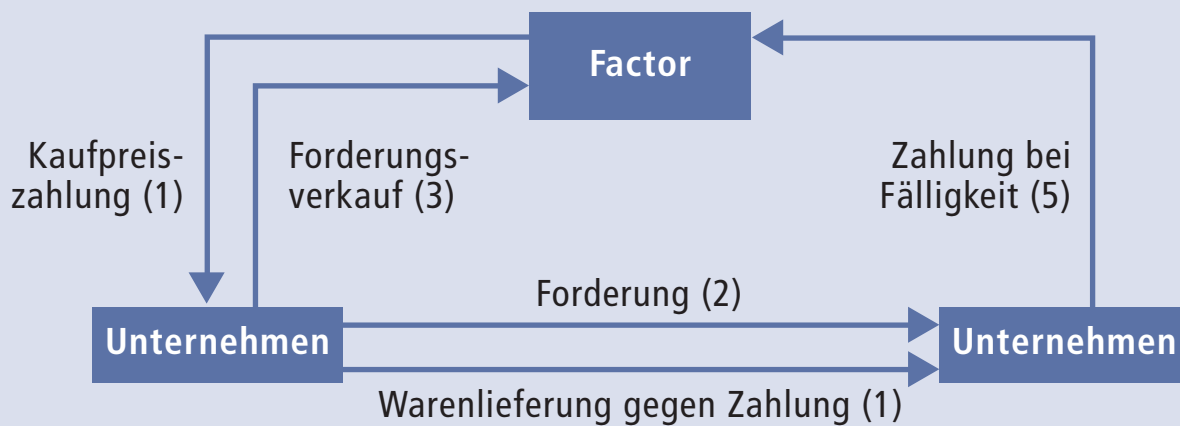 Factor
Kaufpreis-
zahlung (1)
Forderungs-
verkauf (3)
Zahlung bei
Fälligkeit (5)
Forderung (2)
Unternehmen
Unternehmen
Warenlieferung gegen Zahlung (1)